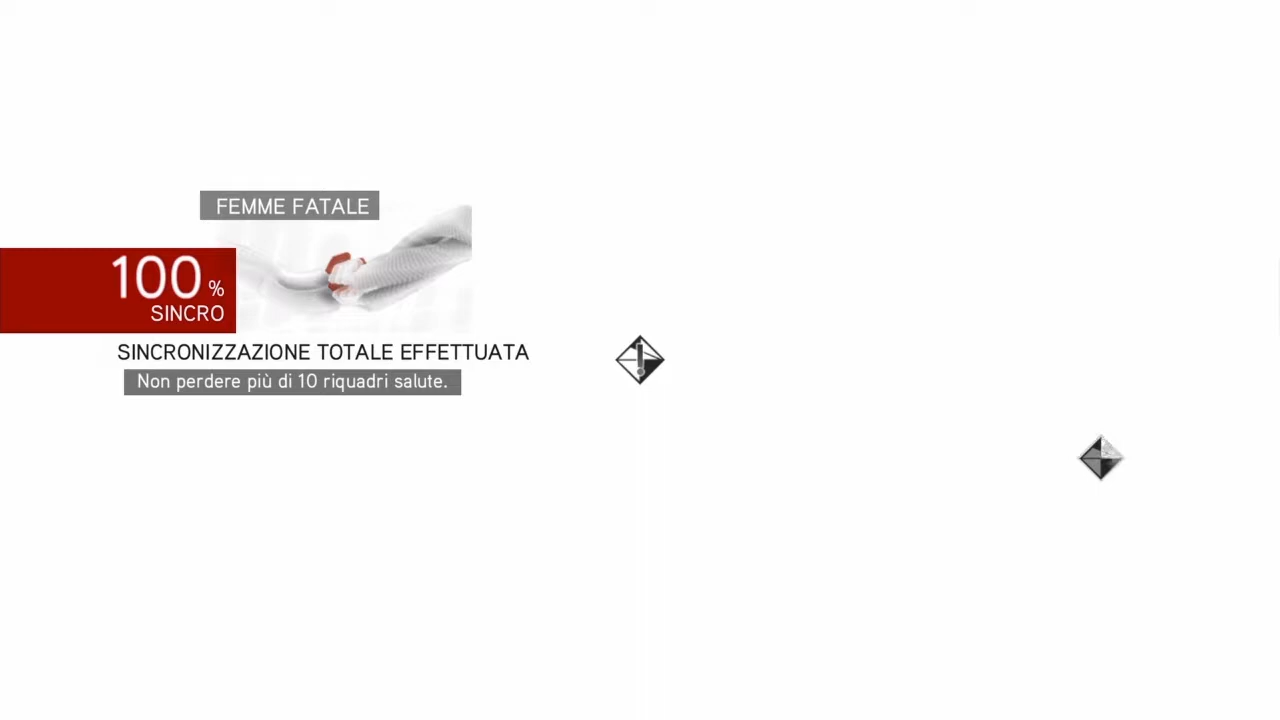 FEMME FATALE
100 %
SINCRO
SINCRONIZZAZIONE TOTALE EFFETTUATA
Non perdere più di 10 riquadri salute.